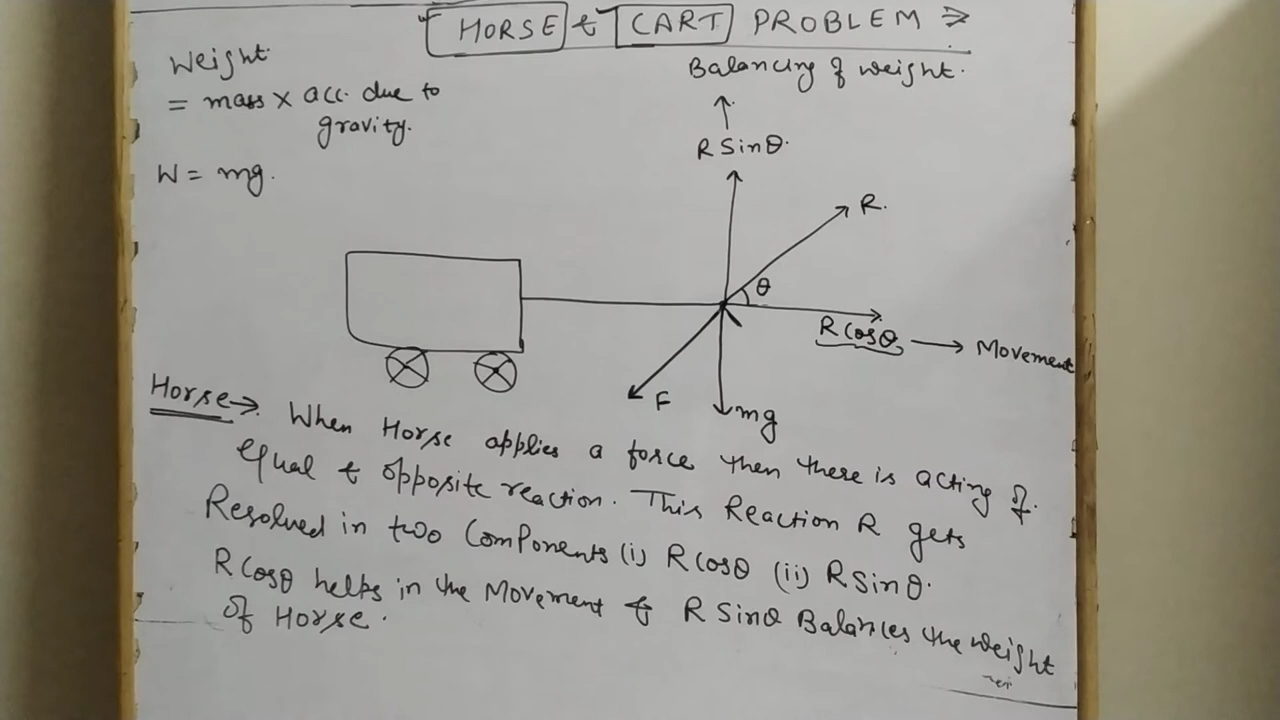 HORSE & CART PROBLEM ⇒
Weight
= mass × acc. due to
gravity.
W = mg.
Balancing of weight.
R Sinθ.
R.
θ
R Cosθ → Movement
F
mg
Horse →. When Horse applies a force then there is acting of.
Equal & opposite reaction. This Reaction R gets
Resolved in two Components (i) R Cosθ (ii) R Sinθ.
R Cosθ helps in the Movement & R Sinθ Balances the weight
of Horse.